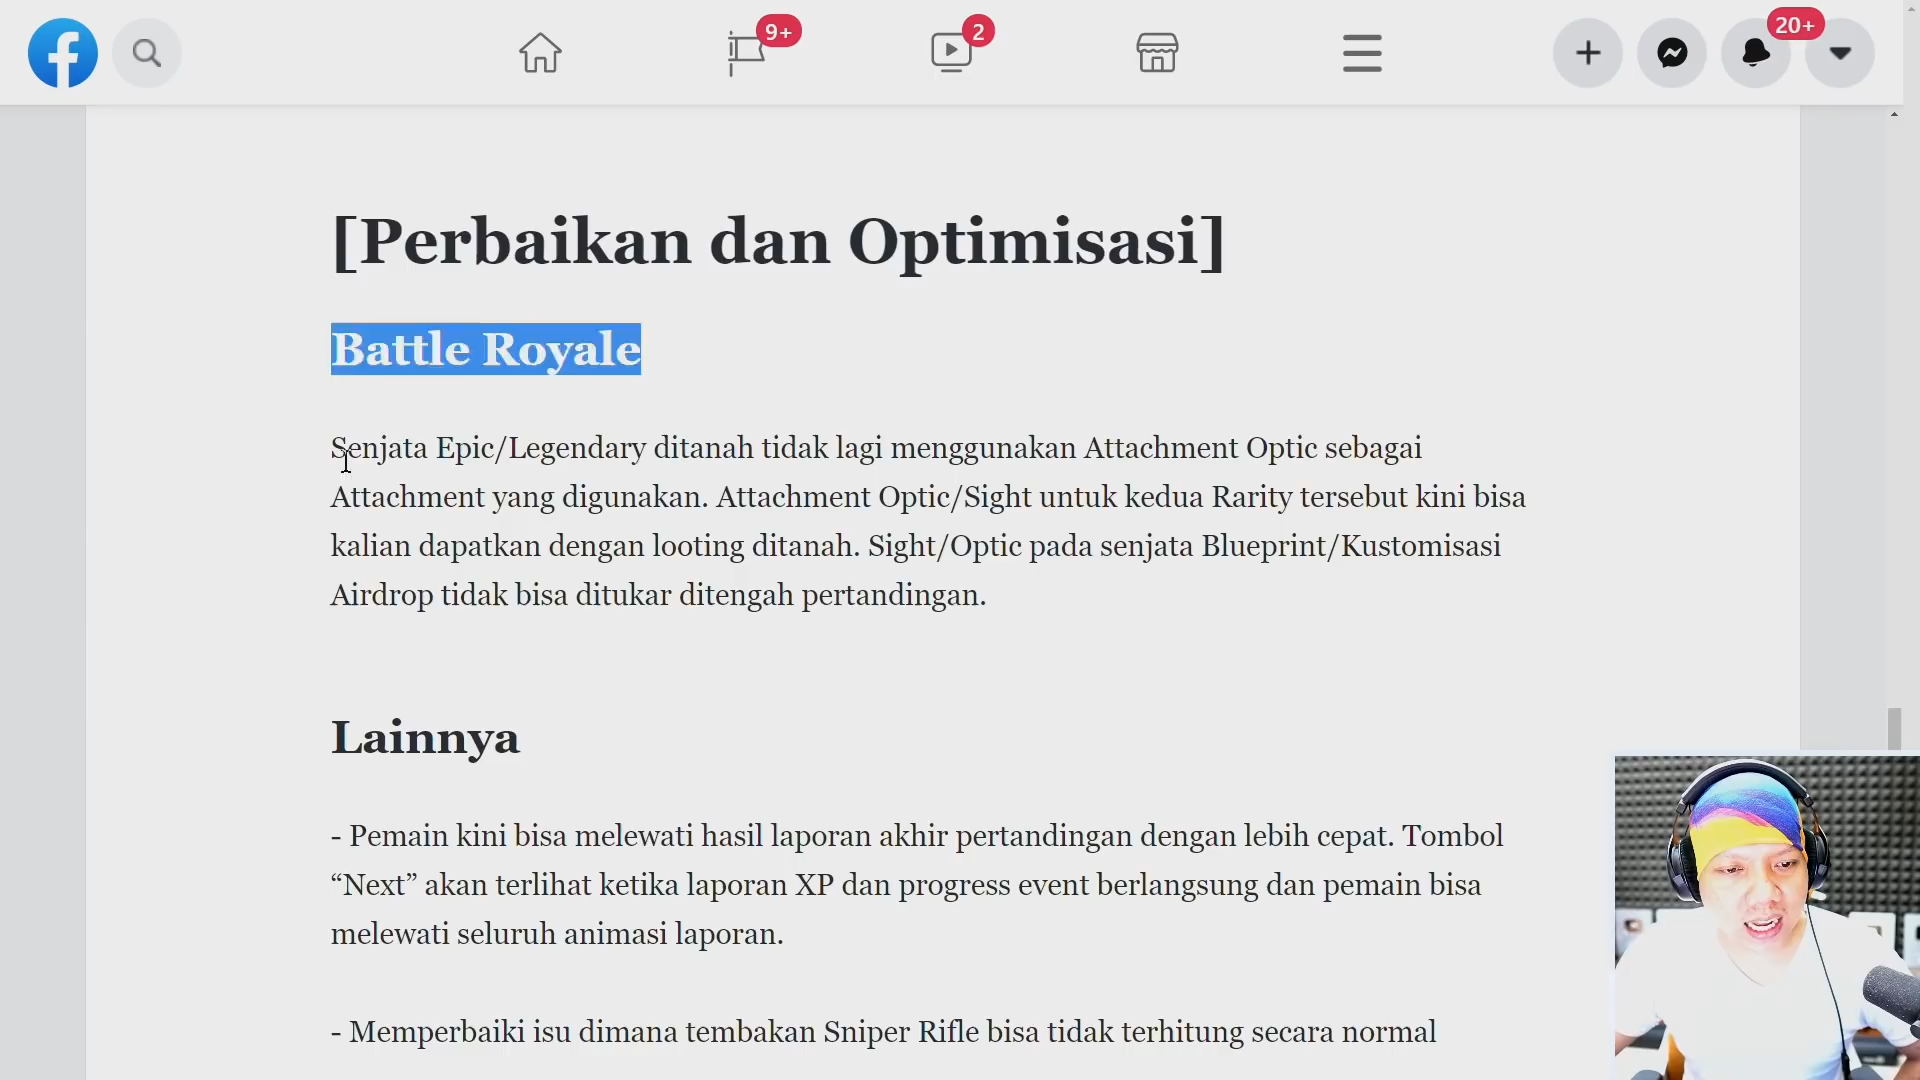 9+
2
20+
[Perbaikan dan Optimisasi]
Battle Royale
Senjata Epic/Legendary ditanah tidak lagi menggunakan Attachment Optic sebagai
Attachment yang digunakan. Attachment Optic/Sight untuk kedua Rarity tersebut kini bisa
kalian dapatkan dengan looting ditanah. Sight/Optic pada senjata Blueprint/Kustomisasi
Airdrop tidak bisa ditukar ditengah pertandingan.
Lainnya
- Pemain kini bisa melewati hasil laporan akhir pertandingan dengan lebih cepat. Tombol
“Next” akan terlihat ketika laporan XP dan progress event berlangsung dan pemain bisa
melewati seluruh animasi laporan.
- Memperbaiki isu dimana tembakan Sniper Rifle bisa tidak terhitung secara normal